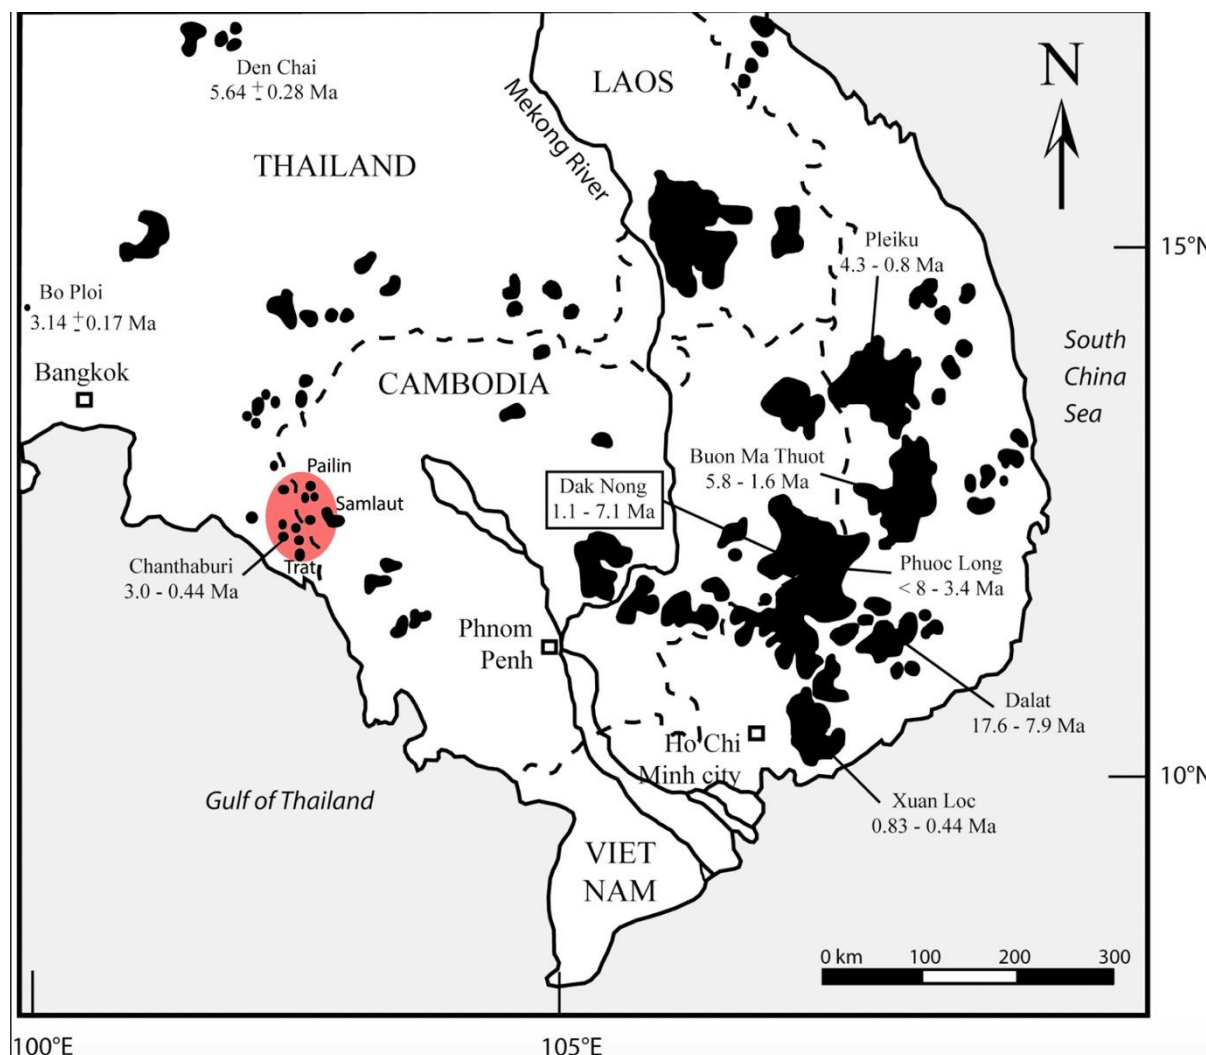 Den Chai
5.64 ± 0.28 Ma
LAOS
N
Mekong River
THAILAND
Pleiku
4.3 - 0.8 Ma
15°N
Bo Ploi
3.14 ± 0.17 Ma
South
China
Sea
Bangkok
CAMBODIA
Buon Ma Thuot
5.8 - 1.6 Ma
Pailin
Dak Nong
1.1 - 7.1 Ma
Samlaut
Chanthaburi
3.0 - 0.44 Ma
Trat
Phuoc Long
< 8 - 3.4 Ma
Phnom
Penh
Dalat
17.6 - 7.9 Ma
Ho Chi
Minh city
10°N
Gulf of Thailand
Xuan Loc
0.83 - 0.44 Ma
VIET
NAM
0 km 100 200 300
100°E 105°E